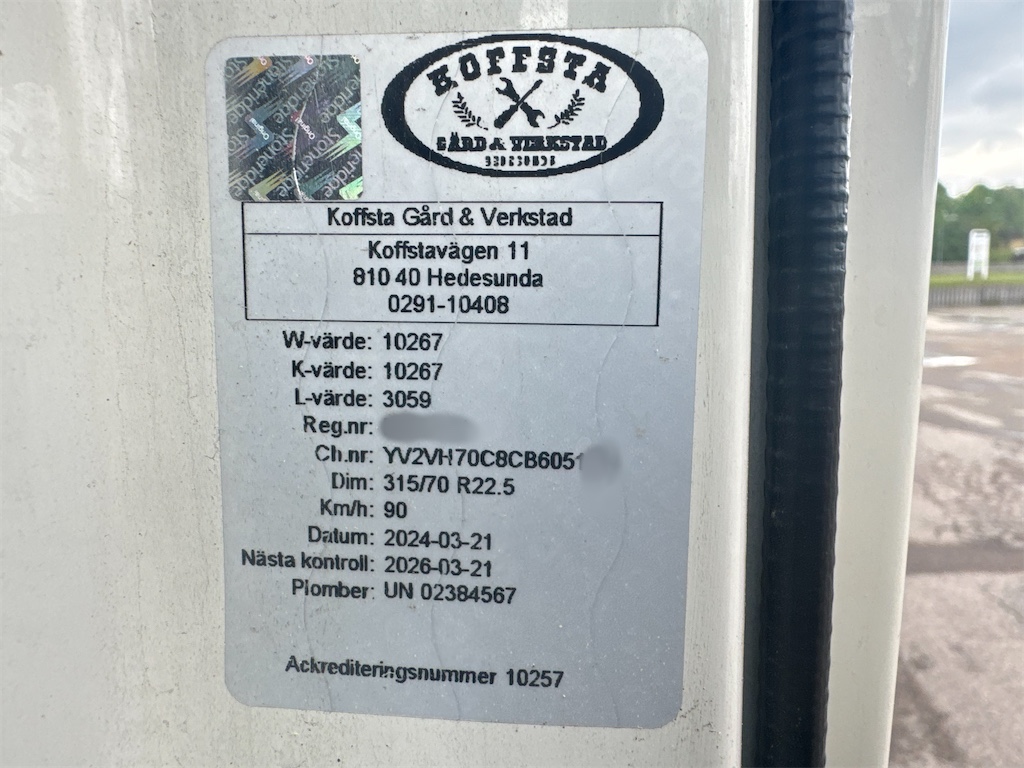 KOFFSTA
GÅRD & VERKSTAD
Stoneridge
Koffsta Gård & Verkstad
Koffstavägen 11
810 40 Hedesunda
0291-10408
W-värde: 10267
K-värde: 10267
L-värde: 3059
Reg.nr:
Ch.nr: YV2VH70C8CB6051
Dim: 315/70 R22.5
Km/h: 90
Datum: 2024-03-21
Nästa kontroll: 2026-03-21
Plomber: UN 02384567
Ackrediteringsnummer 10257